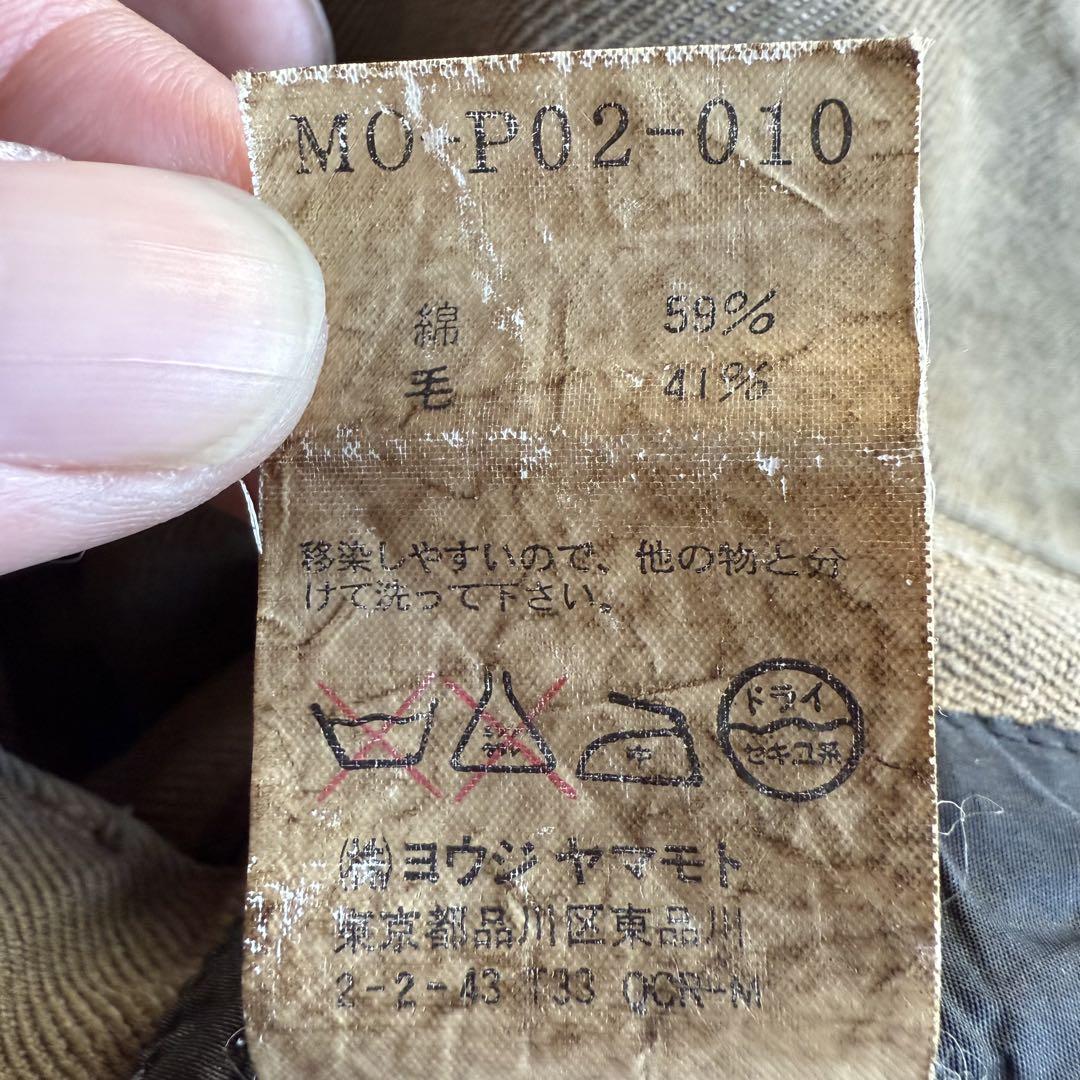 MO-P02-010
綿 59%
毛 41%
移染しやすいので、他の物と分
けて洗って下さい。
中
ドライ
セキユ系
㈱ヨウジヤマモト
東京都品川区東品川
2-2-43 T33 OCR-M